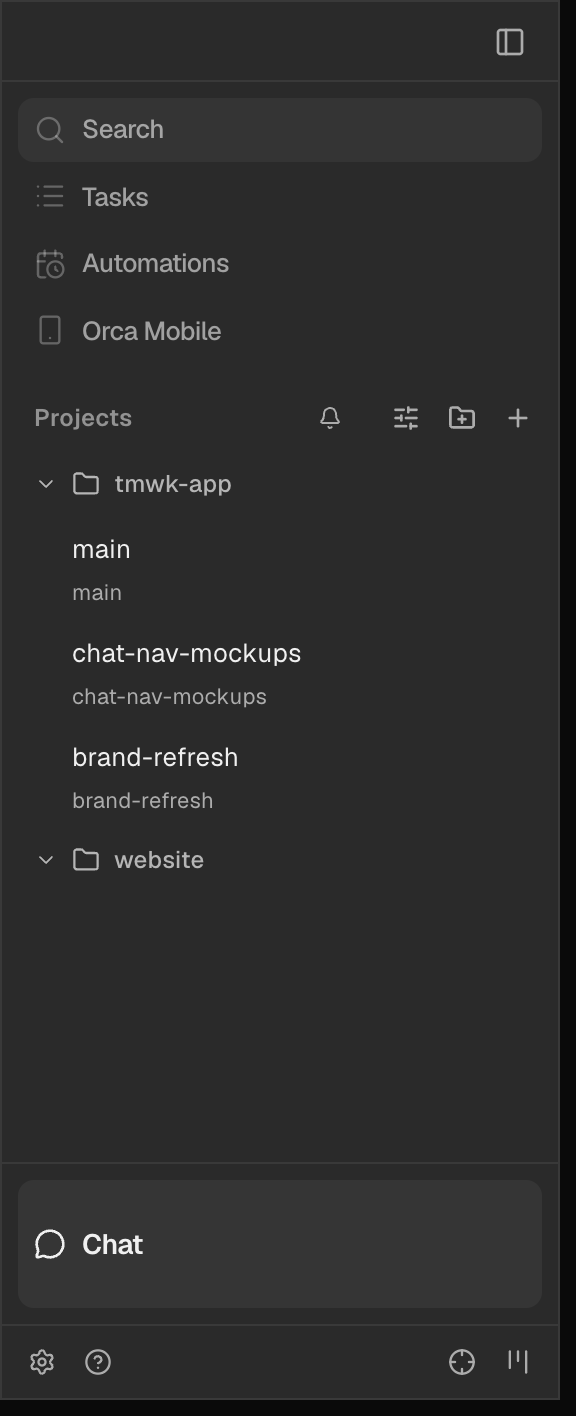 Search
Tasks
Automations
Orca Mobile
Projects
tmwk-app
main
main
chat-nav-mockups
chat-nav-mockups
brand-refresh
brand-refresh
website
Chat